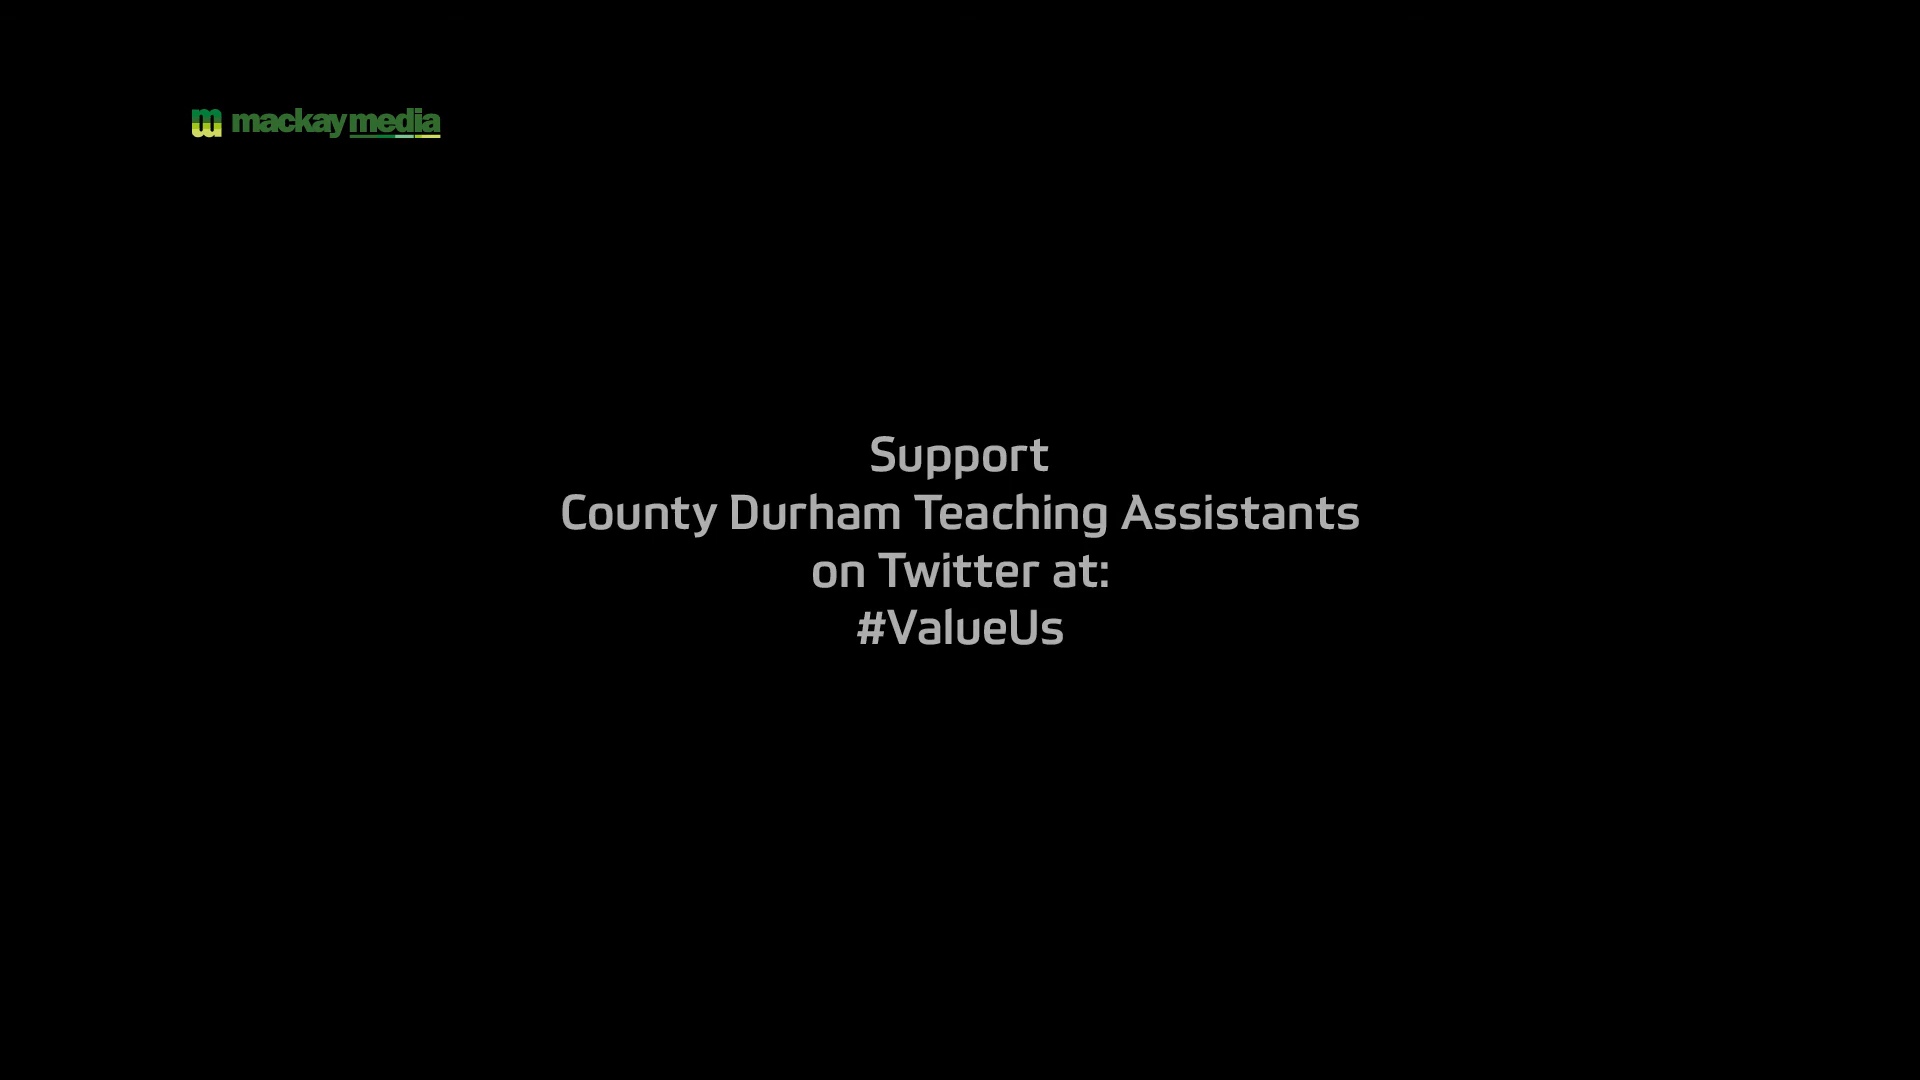 mackaymedia
Support
County Durham Teaching Assistants
on Twitter at:
#ValueUs